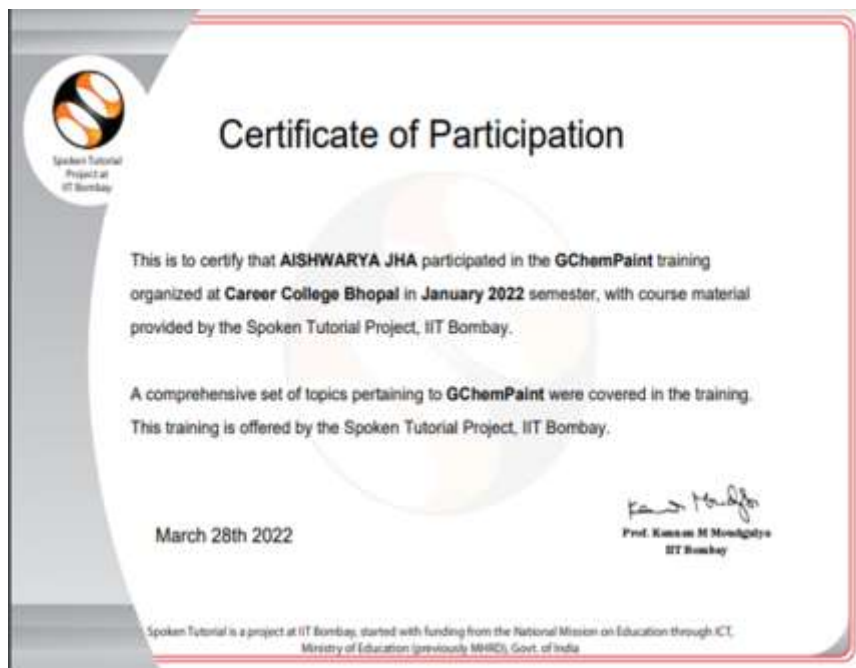 Spoken Tutorial
Project at
IIT Bombay
Certificate of Participation
This is to certify that AISHWARYA JHA participated in the GChemPaint training
organized at Career College Bhopal in January 2022 semester, with course material
provided by the Spoken Tutorial Project, IIT Bombay.
A comprehensive set of topics pertaining to GChemPaint were covered in the training.
This training is offered by the Spoken Tutorial Project, IIT Bombay.
March 28th 2022
Prof. Kannan M Moudgalya
IIT Bombay
Spoken Tutorial is a project at IIT Bombay, started with funding from the National Mission on Education through ICT,
Ministry of Education (previously MHRD), Govt. of India